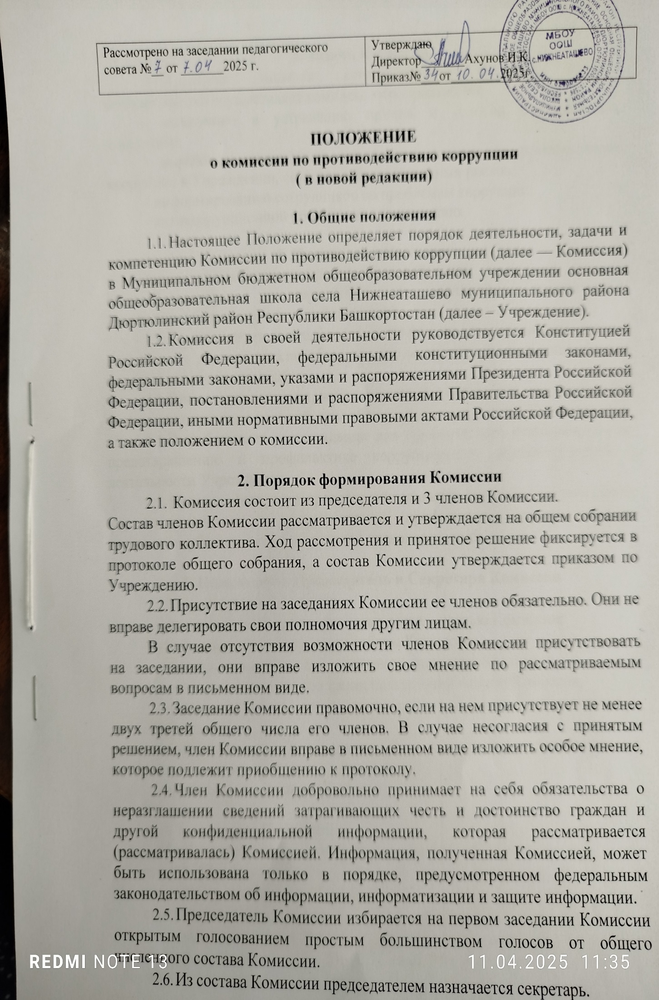 Рассмотрено на заседании педагогического
совета № 7 от 7.04 2025 г.
Утверждаю
Директор Ахунов И.К.
Приказ№ 34 от 10.04. 2025г.
МБОУ
ООШ
с.НИЖНЕАТАШЕВО
ПОЛОЖЕНИЕ
о комиссии по противодействию коррупции
( в новой редакции)
1. Общие положения
1.1. Настоящее Положение определяет порядок деятельности, задачи и
компетенцию Комиссии по противодействию коррупции (далее — Комиссия)
в Муниципальном бюджетном общеобразовательном учреждении основная
общеобразовательная школа села Нижнеаташево муниципального района
Дюртюлинский район Республики Башкортостан (далее – Учреждение).
1.2. Комиссия в своей деятельности руководствуется Конституцией
Российской Федерации, федеральными конституционными законами,
федеральными законами, указами и распоряжениями Президента Российской
Федерации, постановлениями и распоряжениями Правительства Российской
Федерации, иными нормативными правовыми актами Российской Федерации,
а также положением о комиссии.
2. Порядок формирования Комиссии
2.1. Комиссия состоит из председателя и 3 членов Комиссии.
Состав членов Комиссии рассматривается и утверждается на общем собрании
трудового коллектива. Ход рассмотрения и принятое решение фиксируется в
протоколе общего собрания, а состав Комиссии утверждается приказом по
Учреждению.
2.2. Присутствие на заседаниях Комиссии ее членов обязательно. Они не
вправе делегировать свои полномочия другим лицам.
В случае отсутствия возможности членов Комиссии присутствовать
на заседании, они вправе изложить свое мнение по рассматриваемым
вопросам в письменном виде.
2.3. Заседание Комиссии правомочно, если на нем присутствует не менее
двух третей общего числа его членов. В случае несогласия с принятым
решением, член Комиссии вправе в письменном виде изложить особое мнение,
которое подлежит приобщению к протоколу.
2.4. Член Комиссии добровольно принимает на себя обязательства о
неразглашении сведений затрагивающих честь и достоинство граждан и
другой конфиденциальной информации, которая рассматривается
(рассматривалась) Комиссией. Информация, полученная Комиссией, может
быть использована только в порядке, предусмотренном федеральным
законодательством об информации, информатизации и защите информации.
2.5. Председатель Комиссии избирается на первом заседании Комиссии
открытым голосованием простым большинством голосов от общего
численного состава Комиссии.
REDMI NOTE 13 11.04.2025 11:35
2.6. Из состава Комиссии председателем назначается секретарь.